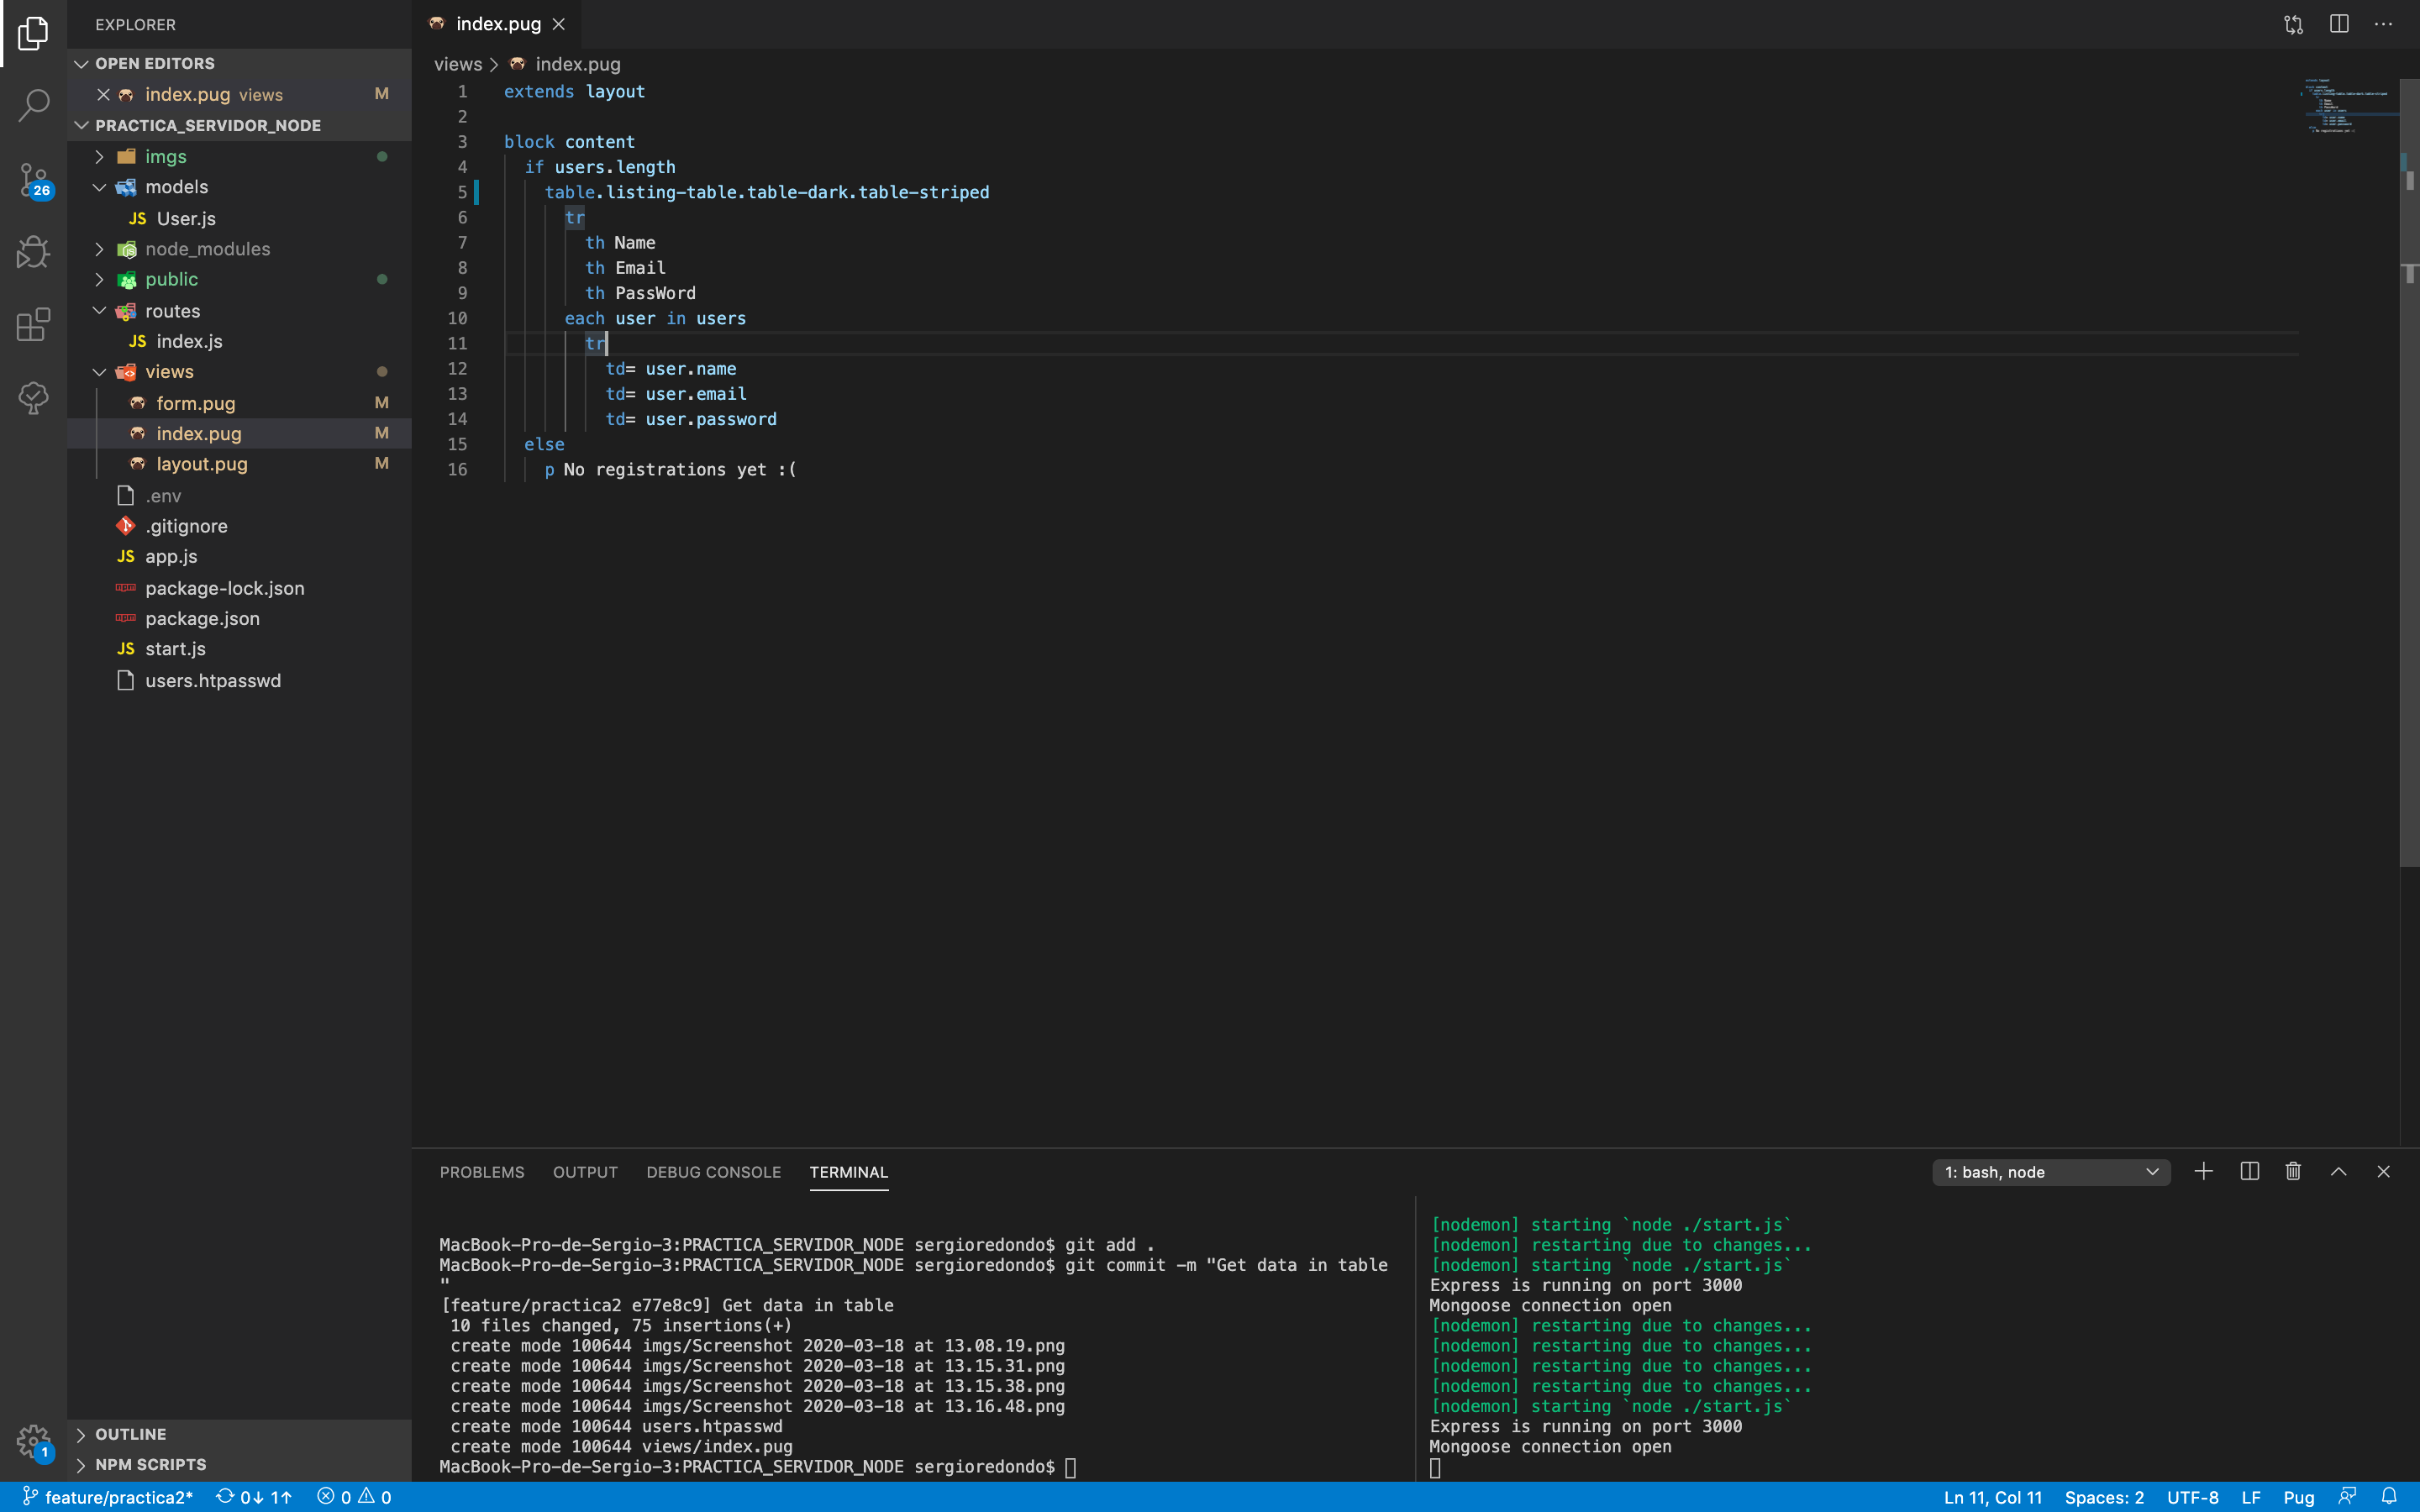 EXPLORER
OPEN EDITORS
index.pug views M
PRACTICA_SERVIDOR_NODE
imgs
models
JS User.js
node_modules
public
routes
JS index.js
views
form.pug M
index.pug M
layout.pug M
.env
.gitignore
JS app.js
package-lock.json
package.json
JS start.js
users.htpasswd
OUTLINE
NPM SCRIPTS
26
1
index.pug
views > index.pug
1 extends layout
2
3 block content
4 if users.length
5 table.listing-table.table-dark.table-striped
6 tr
7 th Name
8 th Email
9 th PassWord
10 each user in users
11 tr
12 td= user.name
13 td= user.email
14 td= user.password
15 else
16 p No registrations yet :(
PROBLEMS OUTPUT DEBUG CONSOLE TERMINAL
1: bash, node
MacBook-Pro-de-Sergio-3:PRACTICA_SERVIDOR_NODE sergioredondo$ git add .
MacBook-Pro-de-Sergio-3:PRACTICA_SERVIDOR_NODE sergioredondo$ git commit -m "Get data in table
"
[feature/practica2 e77e8c9] Get data in table
10 files changed, 75 insertions(+)
create mode 100644 imgs/Screenshot 2020-03-18 at 13.08.19.png
create mode 100644 imgs/Screenshot 2020-03-18 at 13.15.31.png
create mode 100644 imgs/Screenshot 2020-03-18 at 13.15.38.png
create mode 100644 imgs/Screenshot 2020-03-18 at 13.16.48.png
create mode 100644 users.htpasswd
create mode 100644 views/index.pug
MacBook-Pro-de-Sergio-3:PRACTICA_SERVIDOR_NODE sergioredondo$
[nodemon] starting `node ./start.js`
[nodemon] restarting due to changes...
[nodemon] starting `node ./start.js`
Express is running on port 3000
Mongoose connection open
[nodemon] restarting due to changes...
[nodemon] restarting due to changes...
[nodemon] restarting due to changes...
[nodemon] restarting due to changes...
[nodemon] starting `node ./start.js`
Express is running on port 3000
Mongoose connection open
feature/practica2* 0↓ 1↑ 0 0
Ln 11, Col 11 Spaces: 2 UTF-8 LF Pug